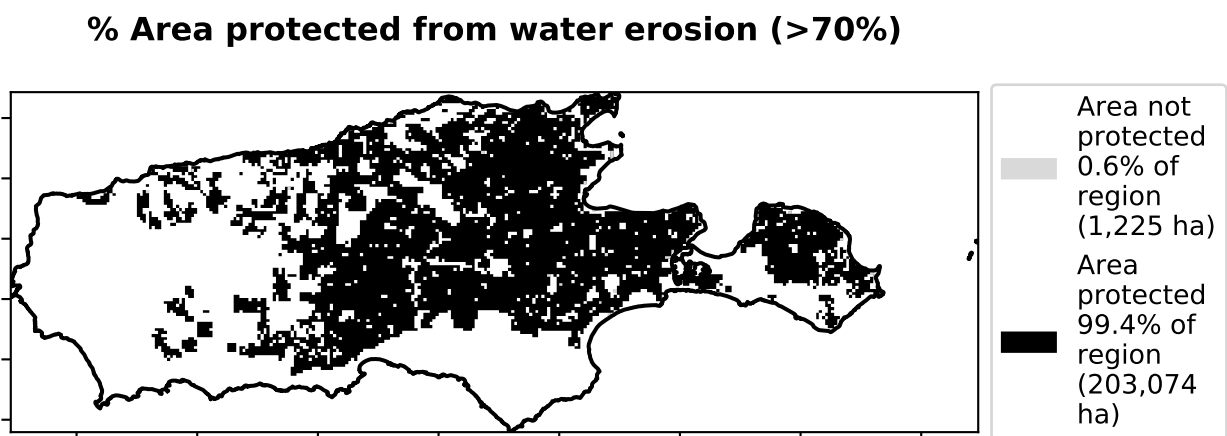 % Area protected from water erosion (>70%)
Area not
protected
0.6% of
region
(1,225 ha)
Area
protected
99.4% of
region
(203,074
ha)